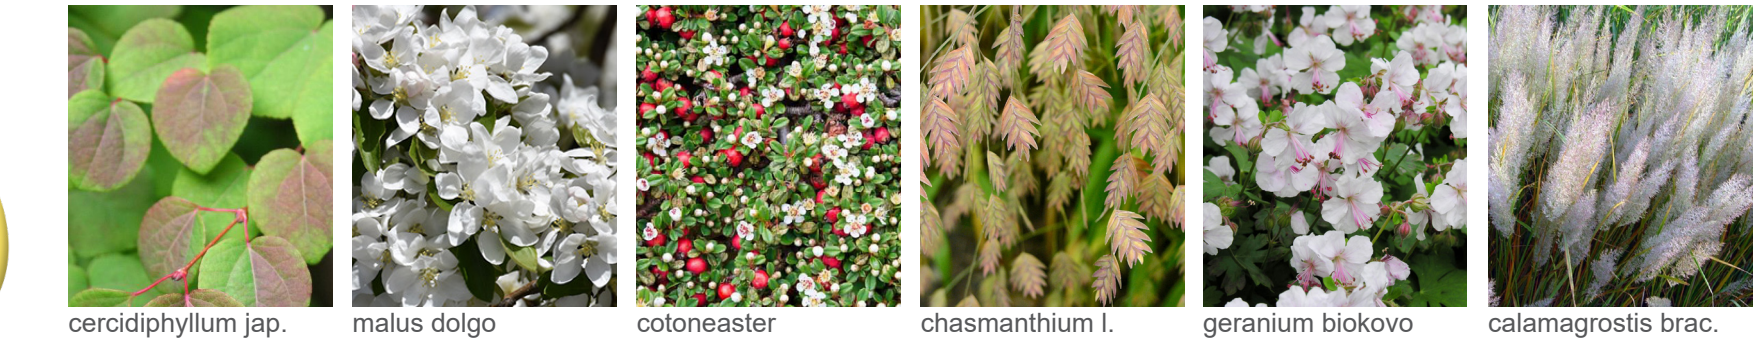 cercidiphyllum jap.
malus dolgo
cotoneaster
chasmanthium l.
geranium biokovo
calamagrostis brac.